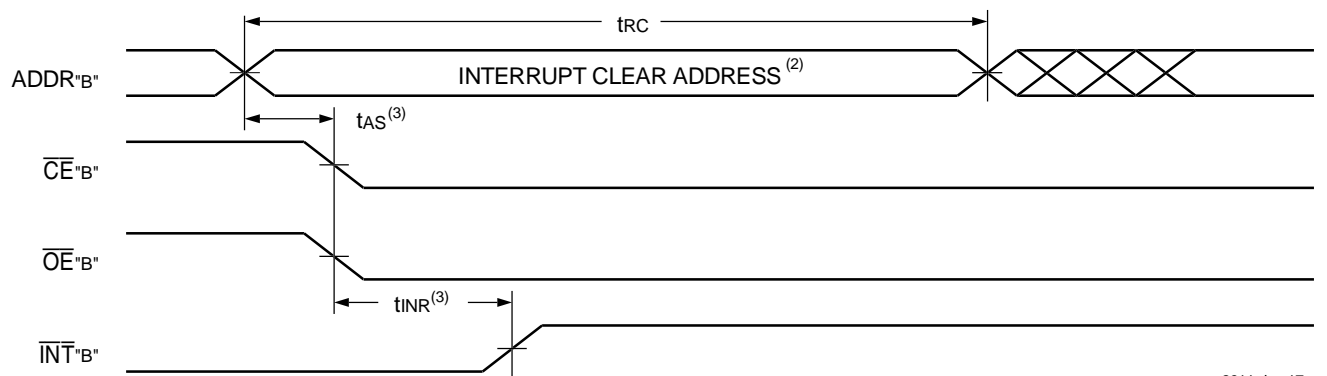 tRC
ADDR"B"
INTERRUPT CLEAR ADDRESS (2)
tAS(3)
CE"B"
OE"B"
tINR(3)
INT"B"